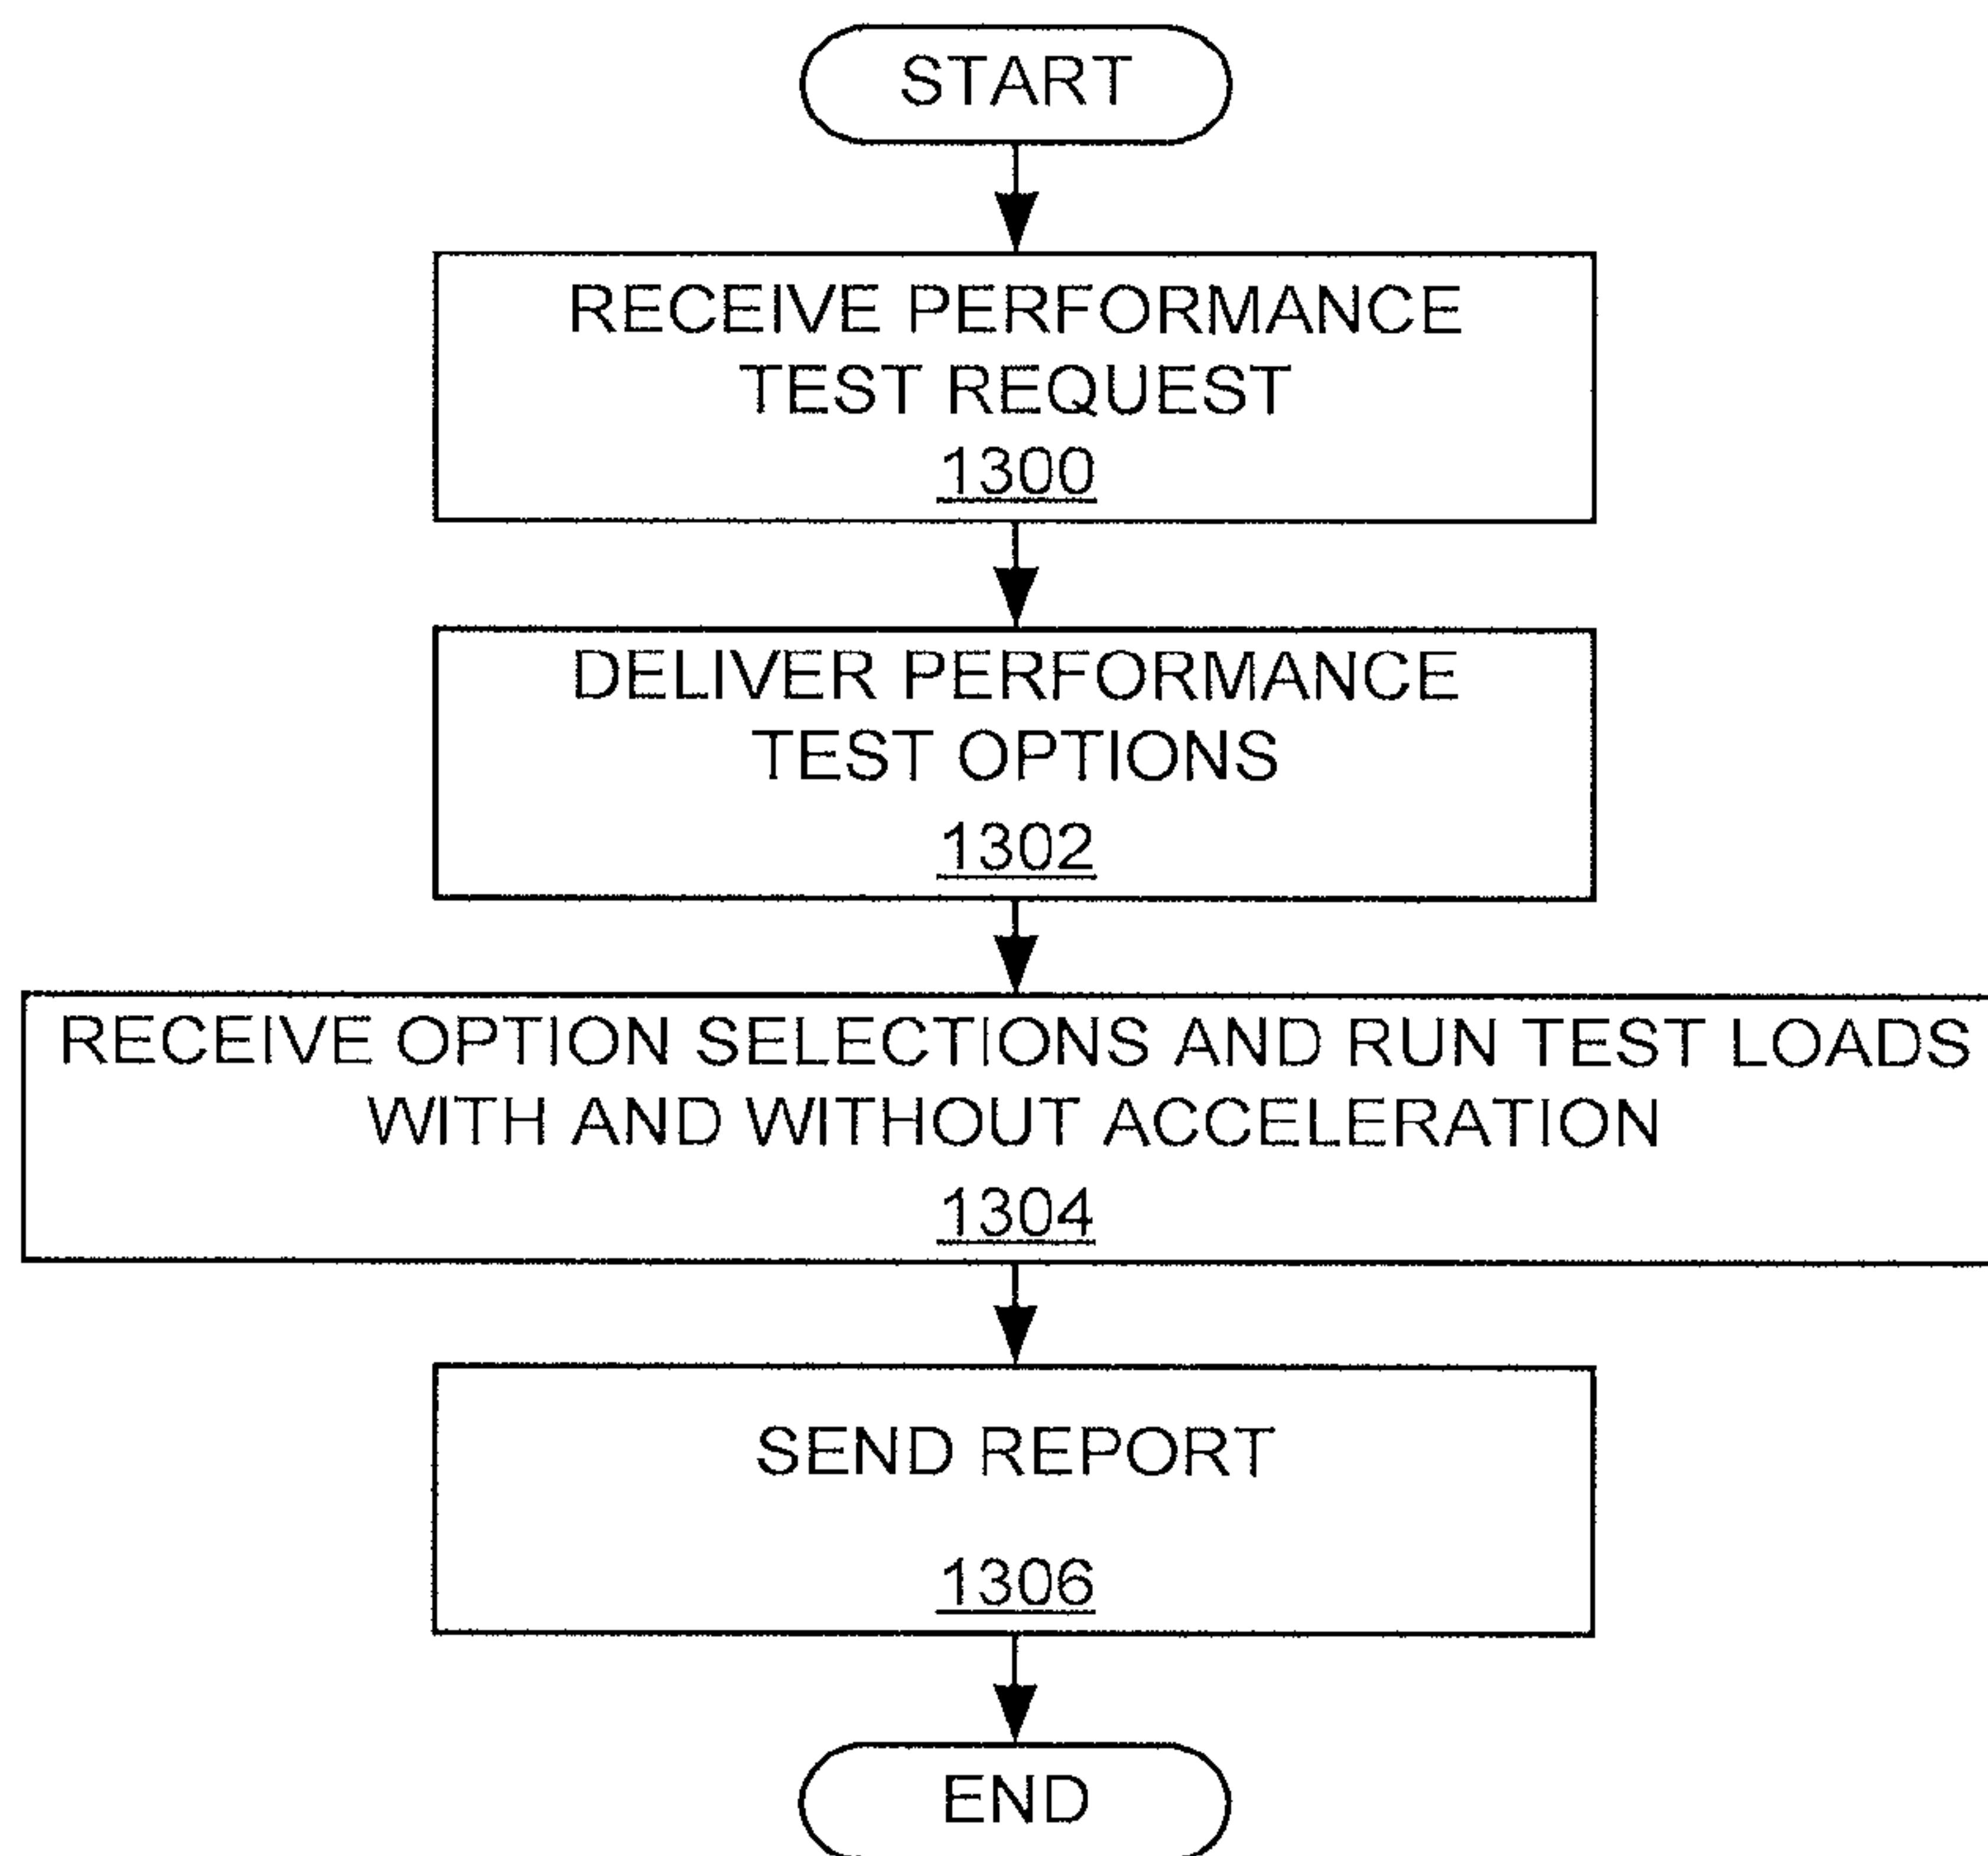 START
RECEIVE PERFORMANCE
TEST REQUEST
1300
DELIVER PERFORMANCE
TEST OPTIONS
1302
RECEIVE OPTION SELECTIONS AND RUN TEST LOADS
WITH AND WITHOUT ACCELERATION
1304
SEND REPORT
1306
END